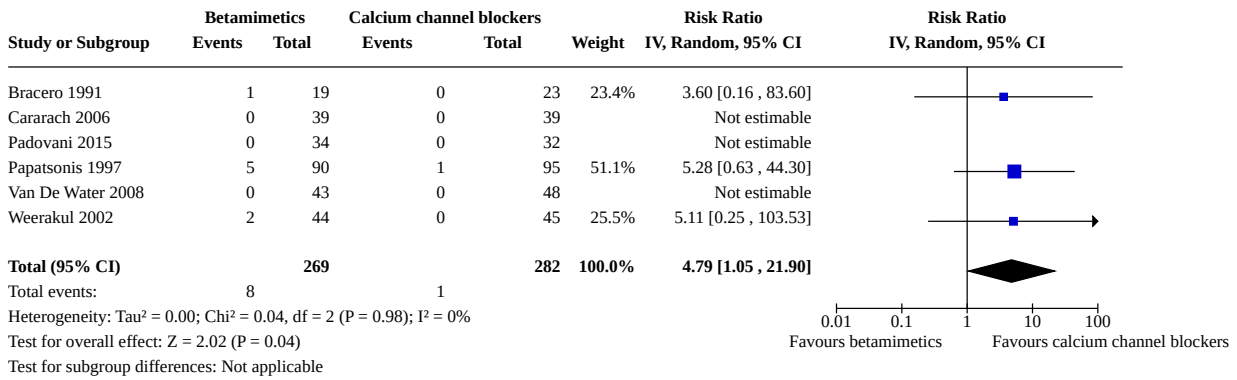 Betamimetics Calcium channel blockers Risk Ratio Risk Ratio
Study or Subgroup Events Total Events Total Weight IV, Random, 95% CI IV, Random, 95% CI
Bracero 1991 1 19 0 23 23.4% 3.60 [0.16 , 83.60]
Cararach 2006 0 39 0 39 Not estimable
Padovani 2015 0 34 0 32 Not estimable
Papatsonis 1997 5 90 1 95 51.1% 5.28 [0.63 , 44.30]
Van De Water 2008 0 43 0 48 Not estimable
Weerakul 2002 2 44 0 45 25.5% 5.11 [0.25 , 103.53]
Total (95% CI) 269 282 100.0% 4.79 [1.05 , 21.90]
Total events: 8 1
Heterogeneity: Tau² = 0.00; Chi² = 0.04, df = 2 (P = 0.98); I² = 0%
Test for overall effect: Z = 2.02 (P = 0.04)
Test for subgroup differences: Not applicable
0.01 0.1 1 10 100
Favours betamimetics Favours calcium channel blockers